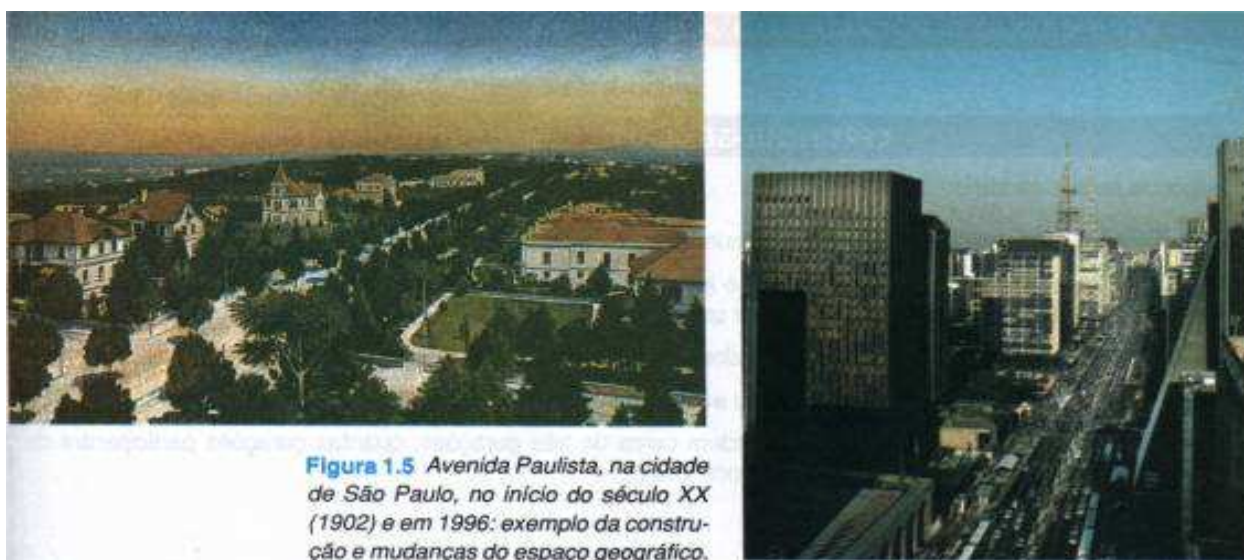 Figura 1.5 Avenida Paulista, na cidade
de São Paulo, no início do século XX
(1902) e em 1996: exemplo da constru-
ção e mudanças do espaço geográfico.